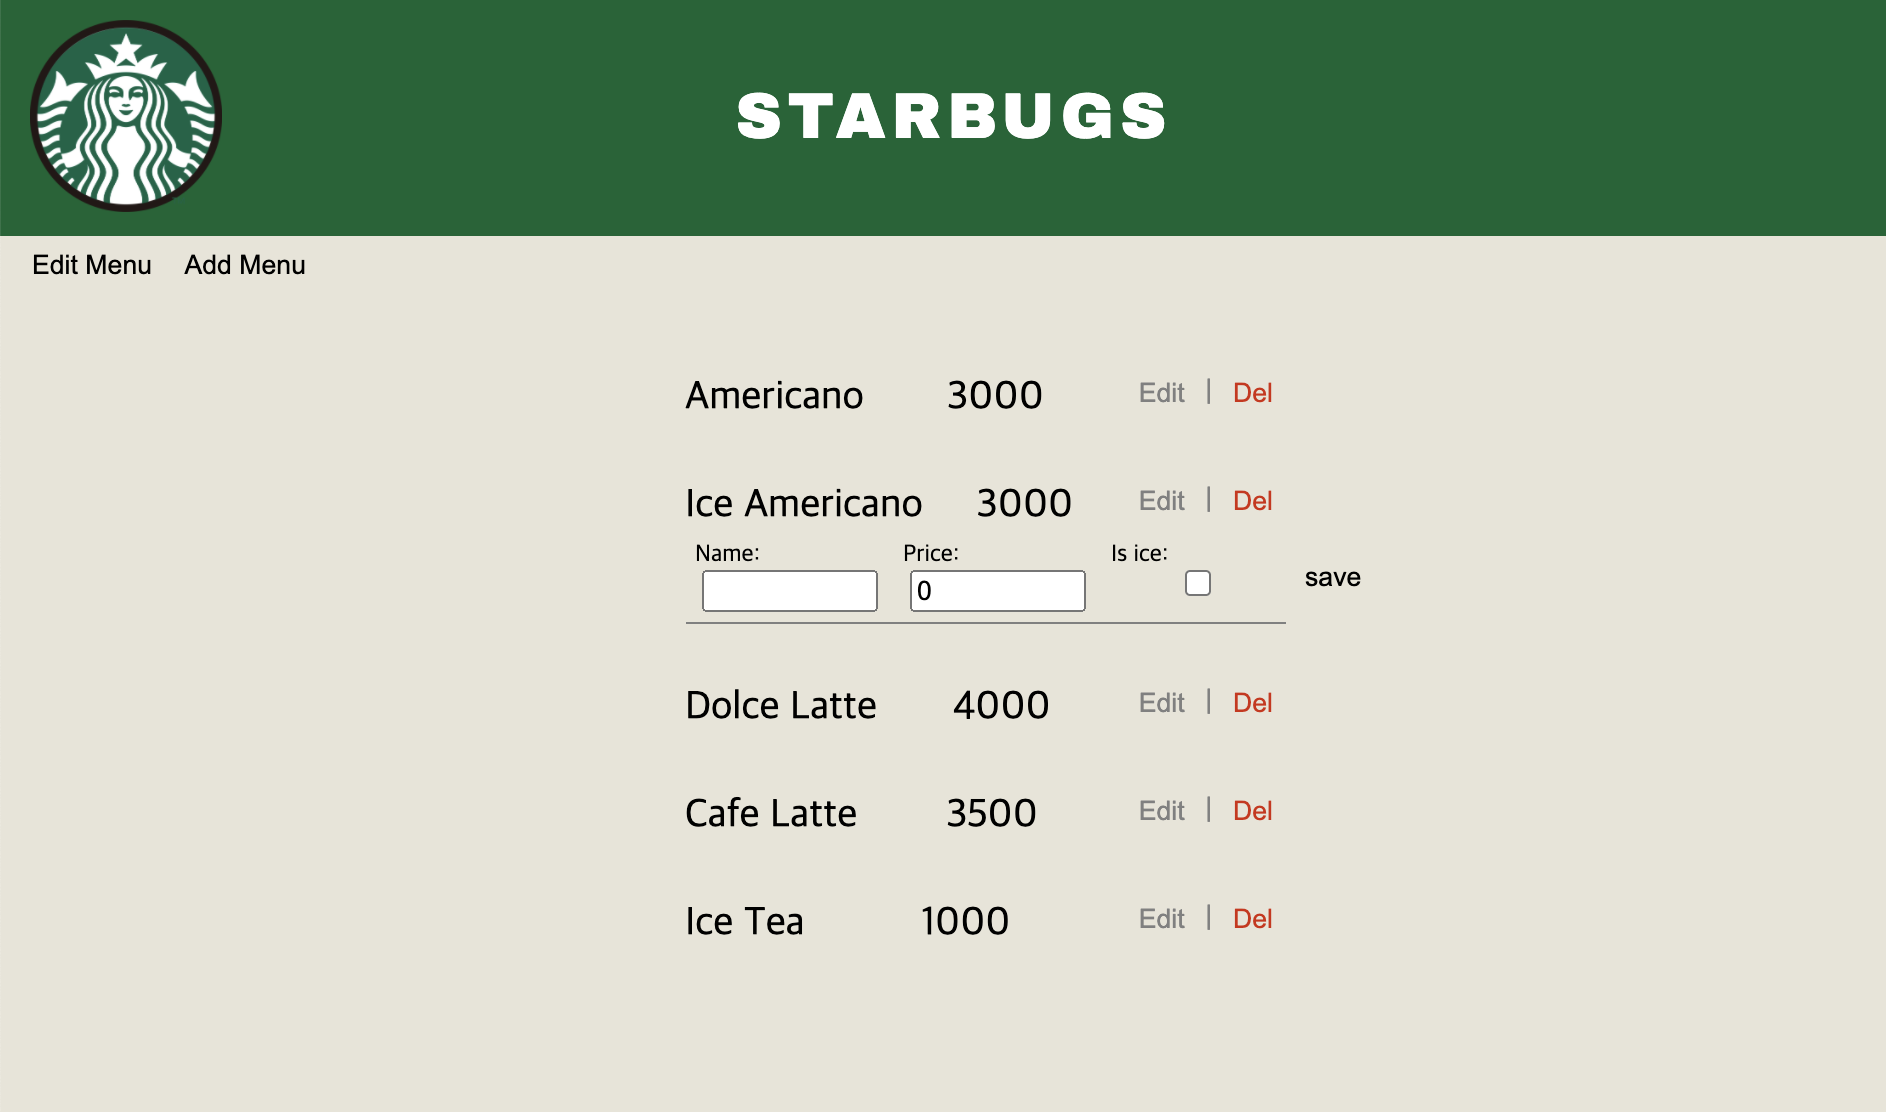 STARBUGS
Edit Menu Add Menu
Americano 3000 Edit | Del
Ice Americano 3000 Edit | Del
Name: Price: Is ice:
0 save
Dolce Latte 4000 Edit | Del
Cafe Latte 3500 Edit | Del
Ice Tea 1000 Edit | Del